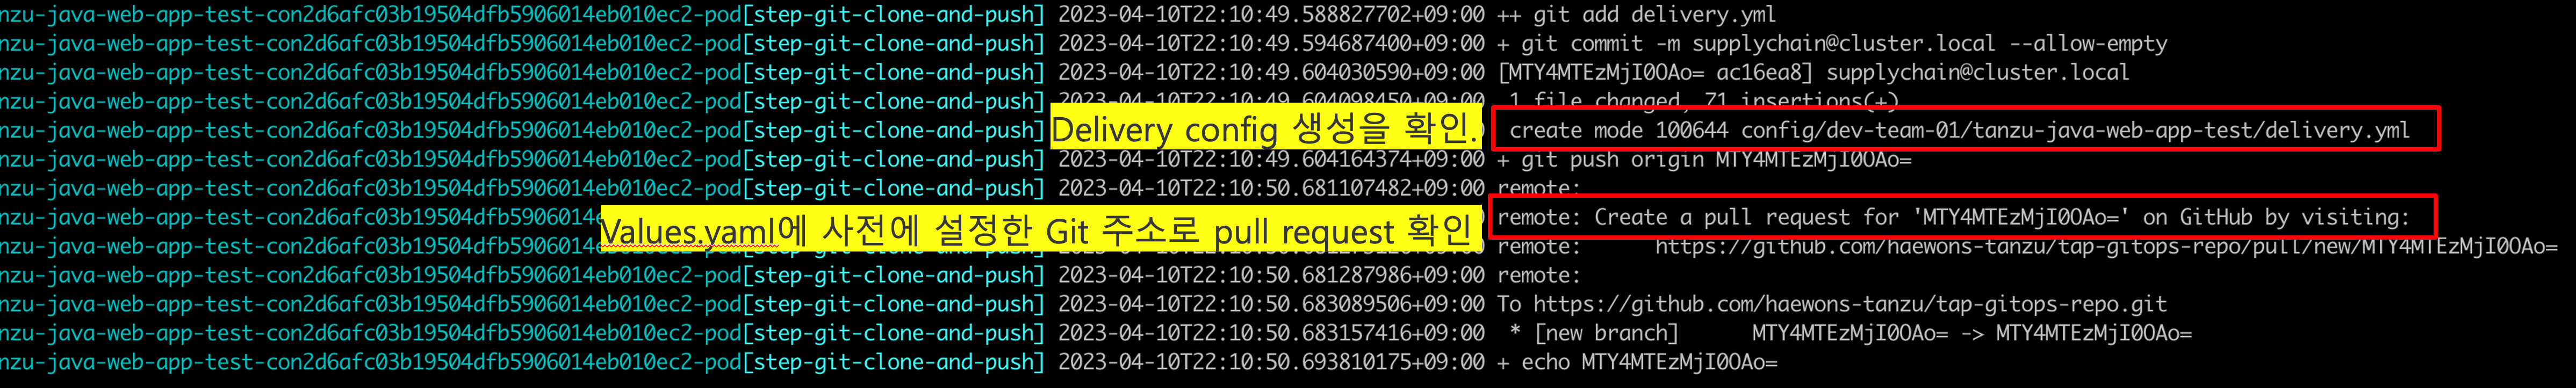 nzu-java-web-app-test-con2d6afc03b19504dfb5906014eb010ec2-pod[step-git-clone-and-push] 2023-04-10T22:10:49.588827702+09:00 ++ git add delivery.yml
nzu-java-web-app-test-con2d6afc03b19504dfb5906014eb010ec2-pod[step-git-clone-and-push] 2023-04-10T22:10:49.594687400+09:00 + git commit -m supplychain@cluster.local --allow-empty
nzu-java-web-app-test-con2d6afc03b19504dfb5906014eb010ec2-pod[step-git-clone-and-push] 2023-04-10T22:10:49.604030590+09:00 [MTY4MTEzMjI0OAo= ac16ea8] supplychain@cluster.local
nzu-java-web-app-test-con2d6afc03b19504dfb5906014eb010ec2-pod[step-git-clone-and-push] 2023-04-10T22:10:49.604098450+09:00 1 file changed, 71 insertions(+)
nzu-java-web-app-test-con2d6afc03b19504dfb5906014eb010ec2-pod[step-git-clone-and-push] Delivery config 생성을 확인. create mode 100644 config/dev-team-01/tanzu-java-web-app-test/delivery.yml
nzu-java-web-app-test-con2d6afc03b19504dfb5906014eb010ec2-pod[step-git-clone-and-push] 2023-04-10T22:10:49.604164374+09:00 + git push origin MTY4MTEzMjI0OAo=
nzu-java-web-app-test-con2d6afc03b19504dfb5906014eb010ec2-pod[step-git-clone-and-push] 2023-04-10T22:10:50.681107482+09:00 remote:
nzu-java-web-app-test-con2d6afc03b19504dfb5906014e Values.yaml에 사전에 설정한 Git 주소로 pull request 확인 remote: Create a pull request for 'MTY4MTEzMjI0OAo=' on GitHub by visiting:
nzu-java-web-app-test-con2d6afc03b19504dfb5906014e remote: https://github.com/haewons-tanzu/tap-gitops-repo/pull/new/MTY4MTEzMjI0OAo=
nzu-java-web-app-test-con2d6afc03b19504dfb5906014eb010ec2-pod[step-git-clone-and-push] 2023-04-10T22:10:50.681287986+09:00 remote:
nzu-java-web-app-test-con2d6afc03b19504dfb5906014eb010ec2-pod[step-git-clone-and-push] 2023-04-10T22:10:50.683089506+09:00 To https://github.com/haewons-tanzu/tap-gitops-repo.git
nzu-java-web-app-test-con2d6afc03b19504dfb5906014eb010ec2-pod[step-git-clone-and-push] 2023-04-10T22:10:50.683157416+09:00 * [new branch] MTY4MTEzMjI0OAo= -> MTY4MTEzMjI0OAo=
nzu-java-web-app-test-con2d6afc03b19504dfb5906014eb010ec2-pod[step-git-clone-and-push] 2023-04-10T22:10:50.693810175+09:00 + echo MTY4MTEzMjI0OAo=